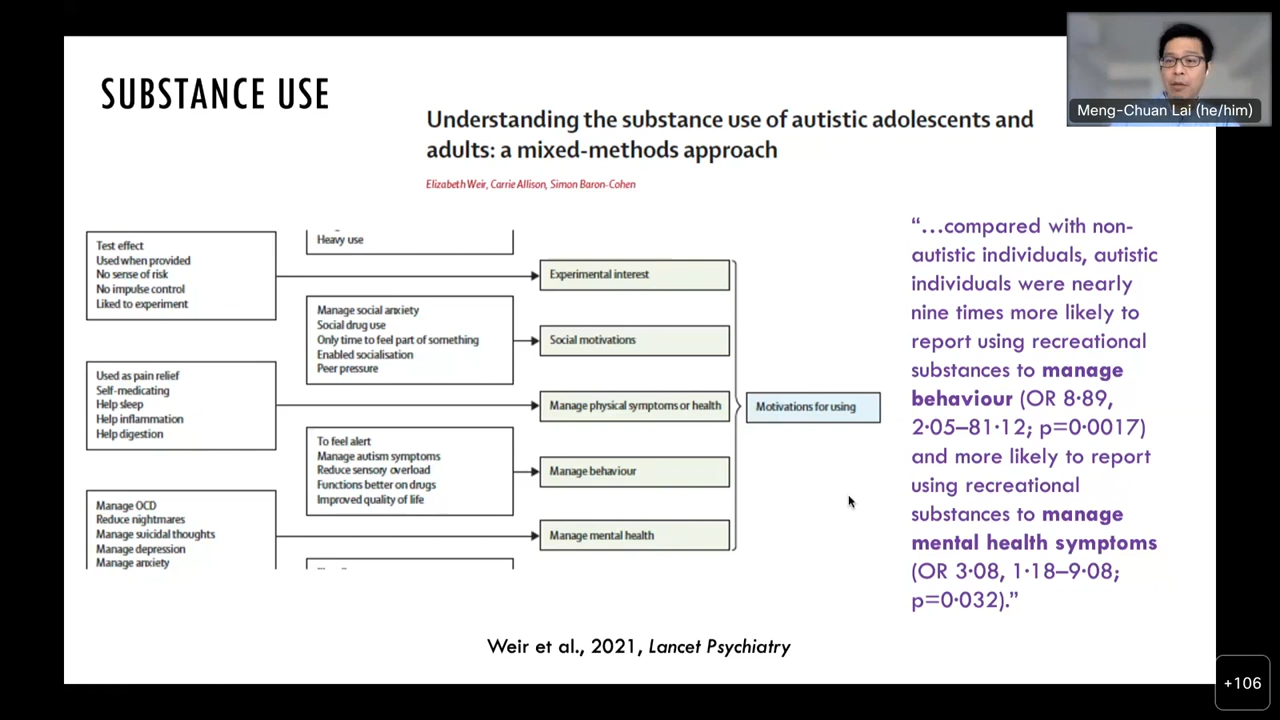 SUBSTANCE USE
Understanding the substance use of autistic adolescents and
adults: a mixed-methods approach
Elizabeth Weir, Carrie Allison, Simon Baron-Cohen
Meng-Chuan Lai (he/him)
Heavy use
Test effect
Used when provided
No sense of risk
No impulse control
Liked to experiment
Experimental interest
Manage social anxiety
Social drug use
Only time to feel part of something
Enabled socialisation
Peer pressure
Social motivations
Used as pain relief
Self-medicating
Help sleep
Help inflammation
Help digestion
Manage physical symptoms or health
Motivations for using
To feel alert
Manage autism symptoms
Reduce sensory overload
Functions better on drugs
Improved quality of life
Manage behaviour
Manage OCD
Reduce nightmares
Manage suicidal thoughts
Manage depression
Manage anxiety
Manage mental health
“…compared with non-
autistic individuals, autistic
individuals were nearly
nine times more likely to
report using recreational
substances to manage
behaviour (OR 8·89,
2·05–81·12; p=0·0017)
and more likely to report
using recreational
substances to manage
mental health symptoms
(OR 3·08, 1·18–9·08;
p=0·032).”
Weir et al., 2021, Lancet Psychiatry
+106